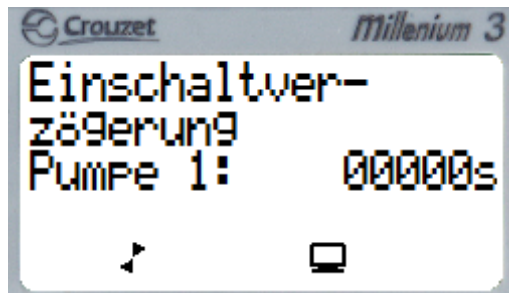 Crouzet Millenium 3
Einschaltver-
zögerung
Pumpe 1: 00000s